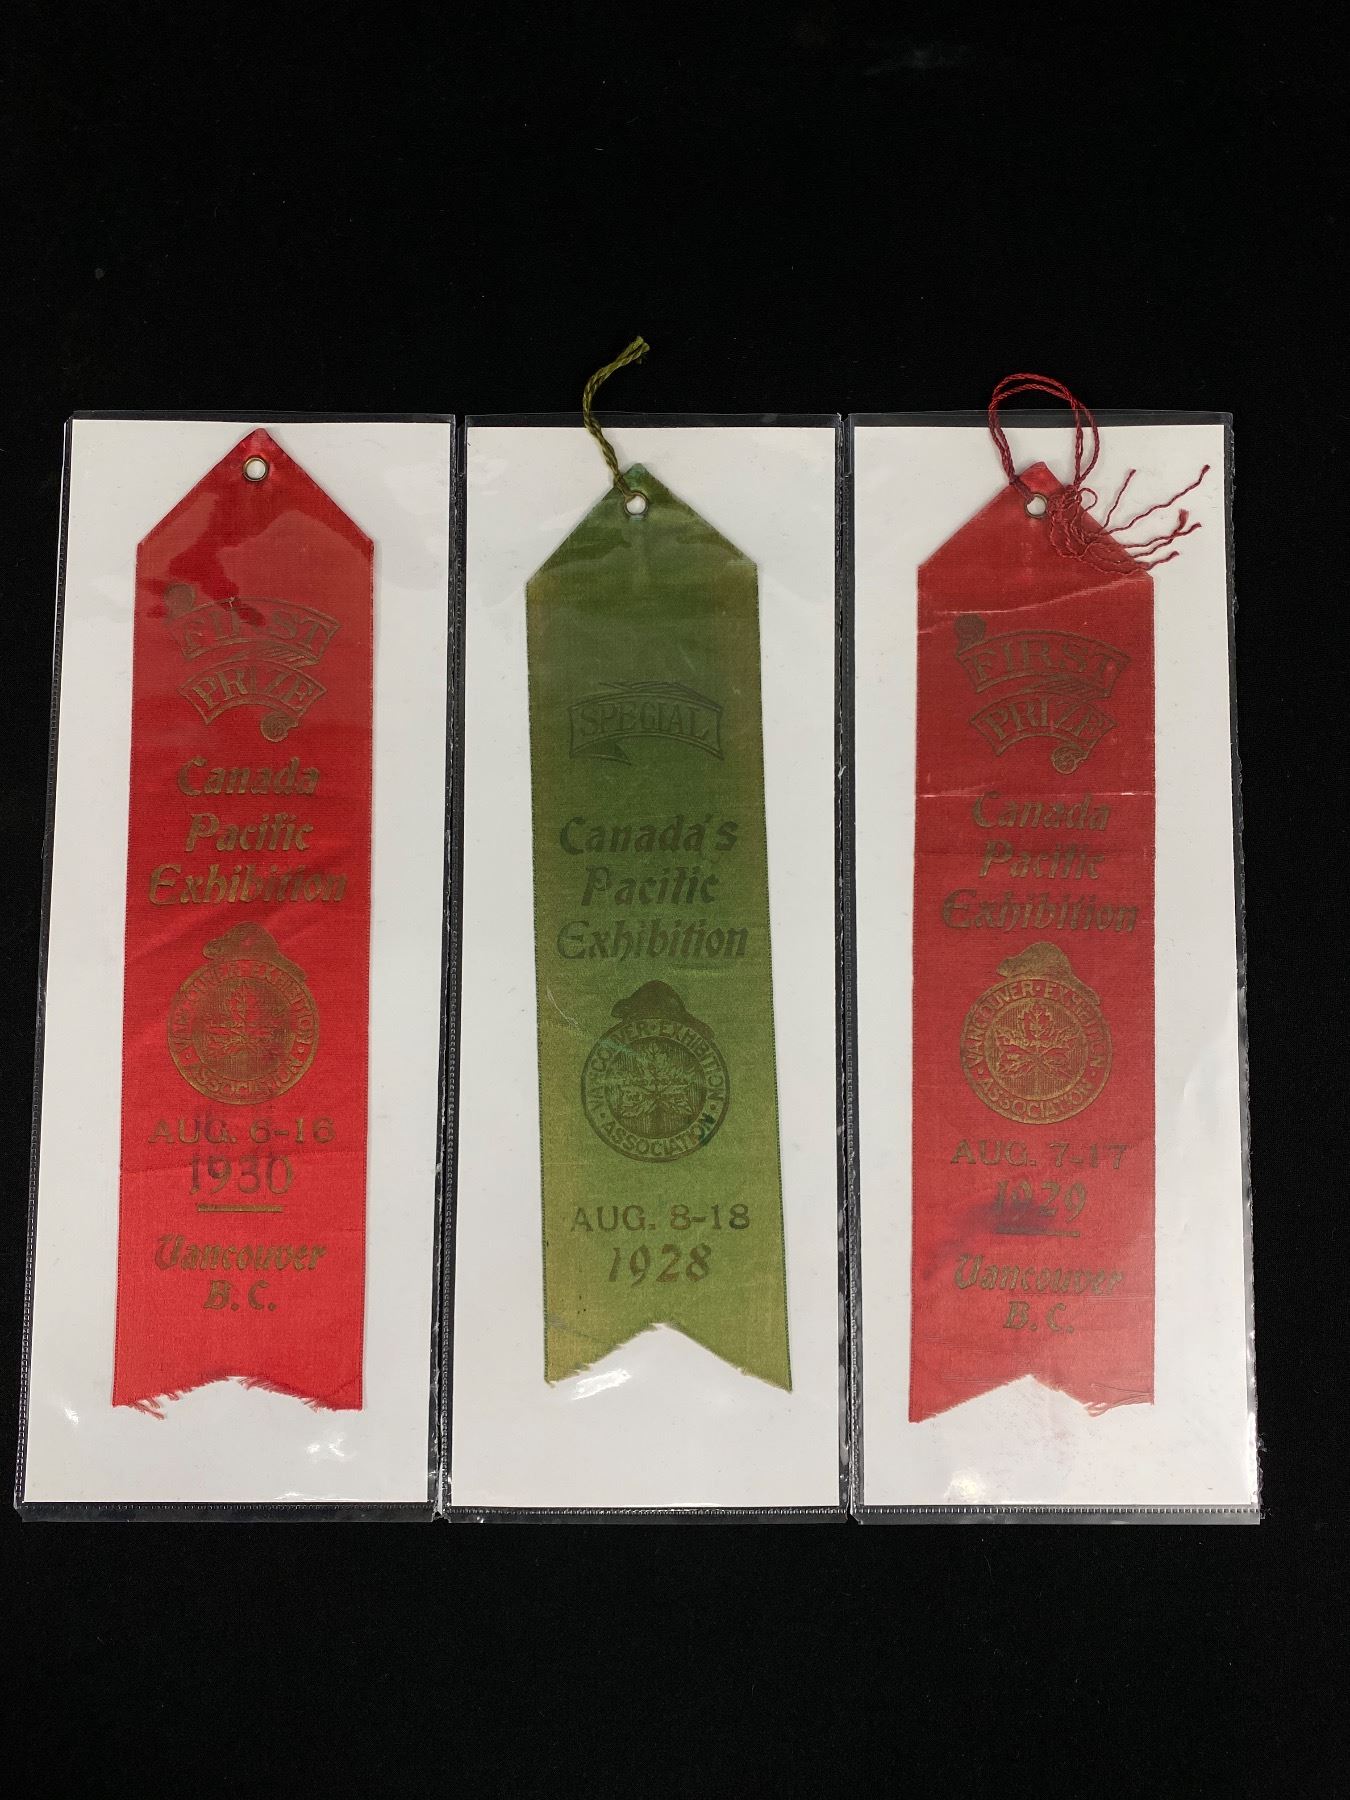 FIRST
PRIZE
Canada
Pacific
Exhibition
VANCOUVER · EXHIBITION
· ASSOCIATION ·
AUG. 6-16
1930
Vancouver
B. C.
SPECIAL
Canada's
Pacific
Exhibition
VANCOUVER · EXHIBITION
· ASSOCIATION ·
AUG. 8-18
1928
FIRST
PRIZE
Canada
Pacific
Exhibition
VANCOUVER · EXHIBITION
· ASSOCIATION ·
AUG. 7-17
1929
Vancouver
B. C.